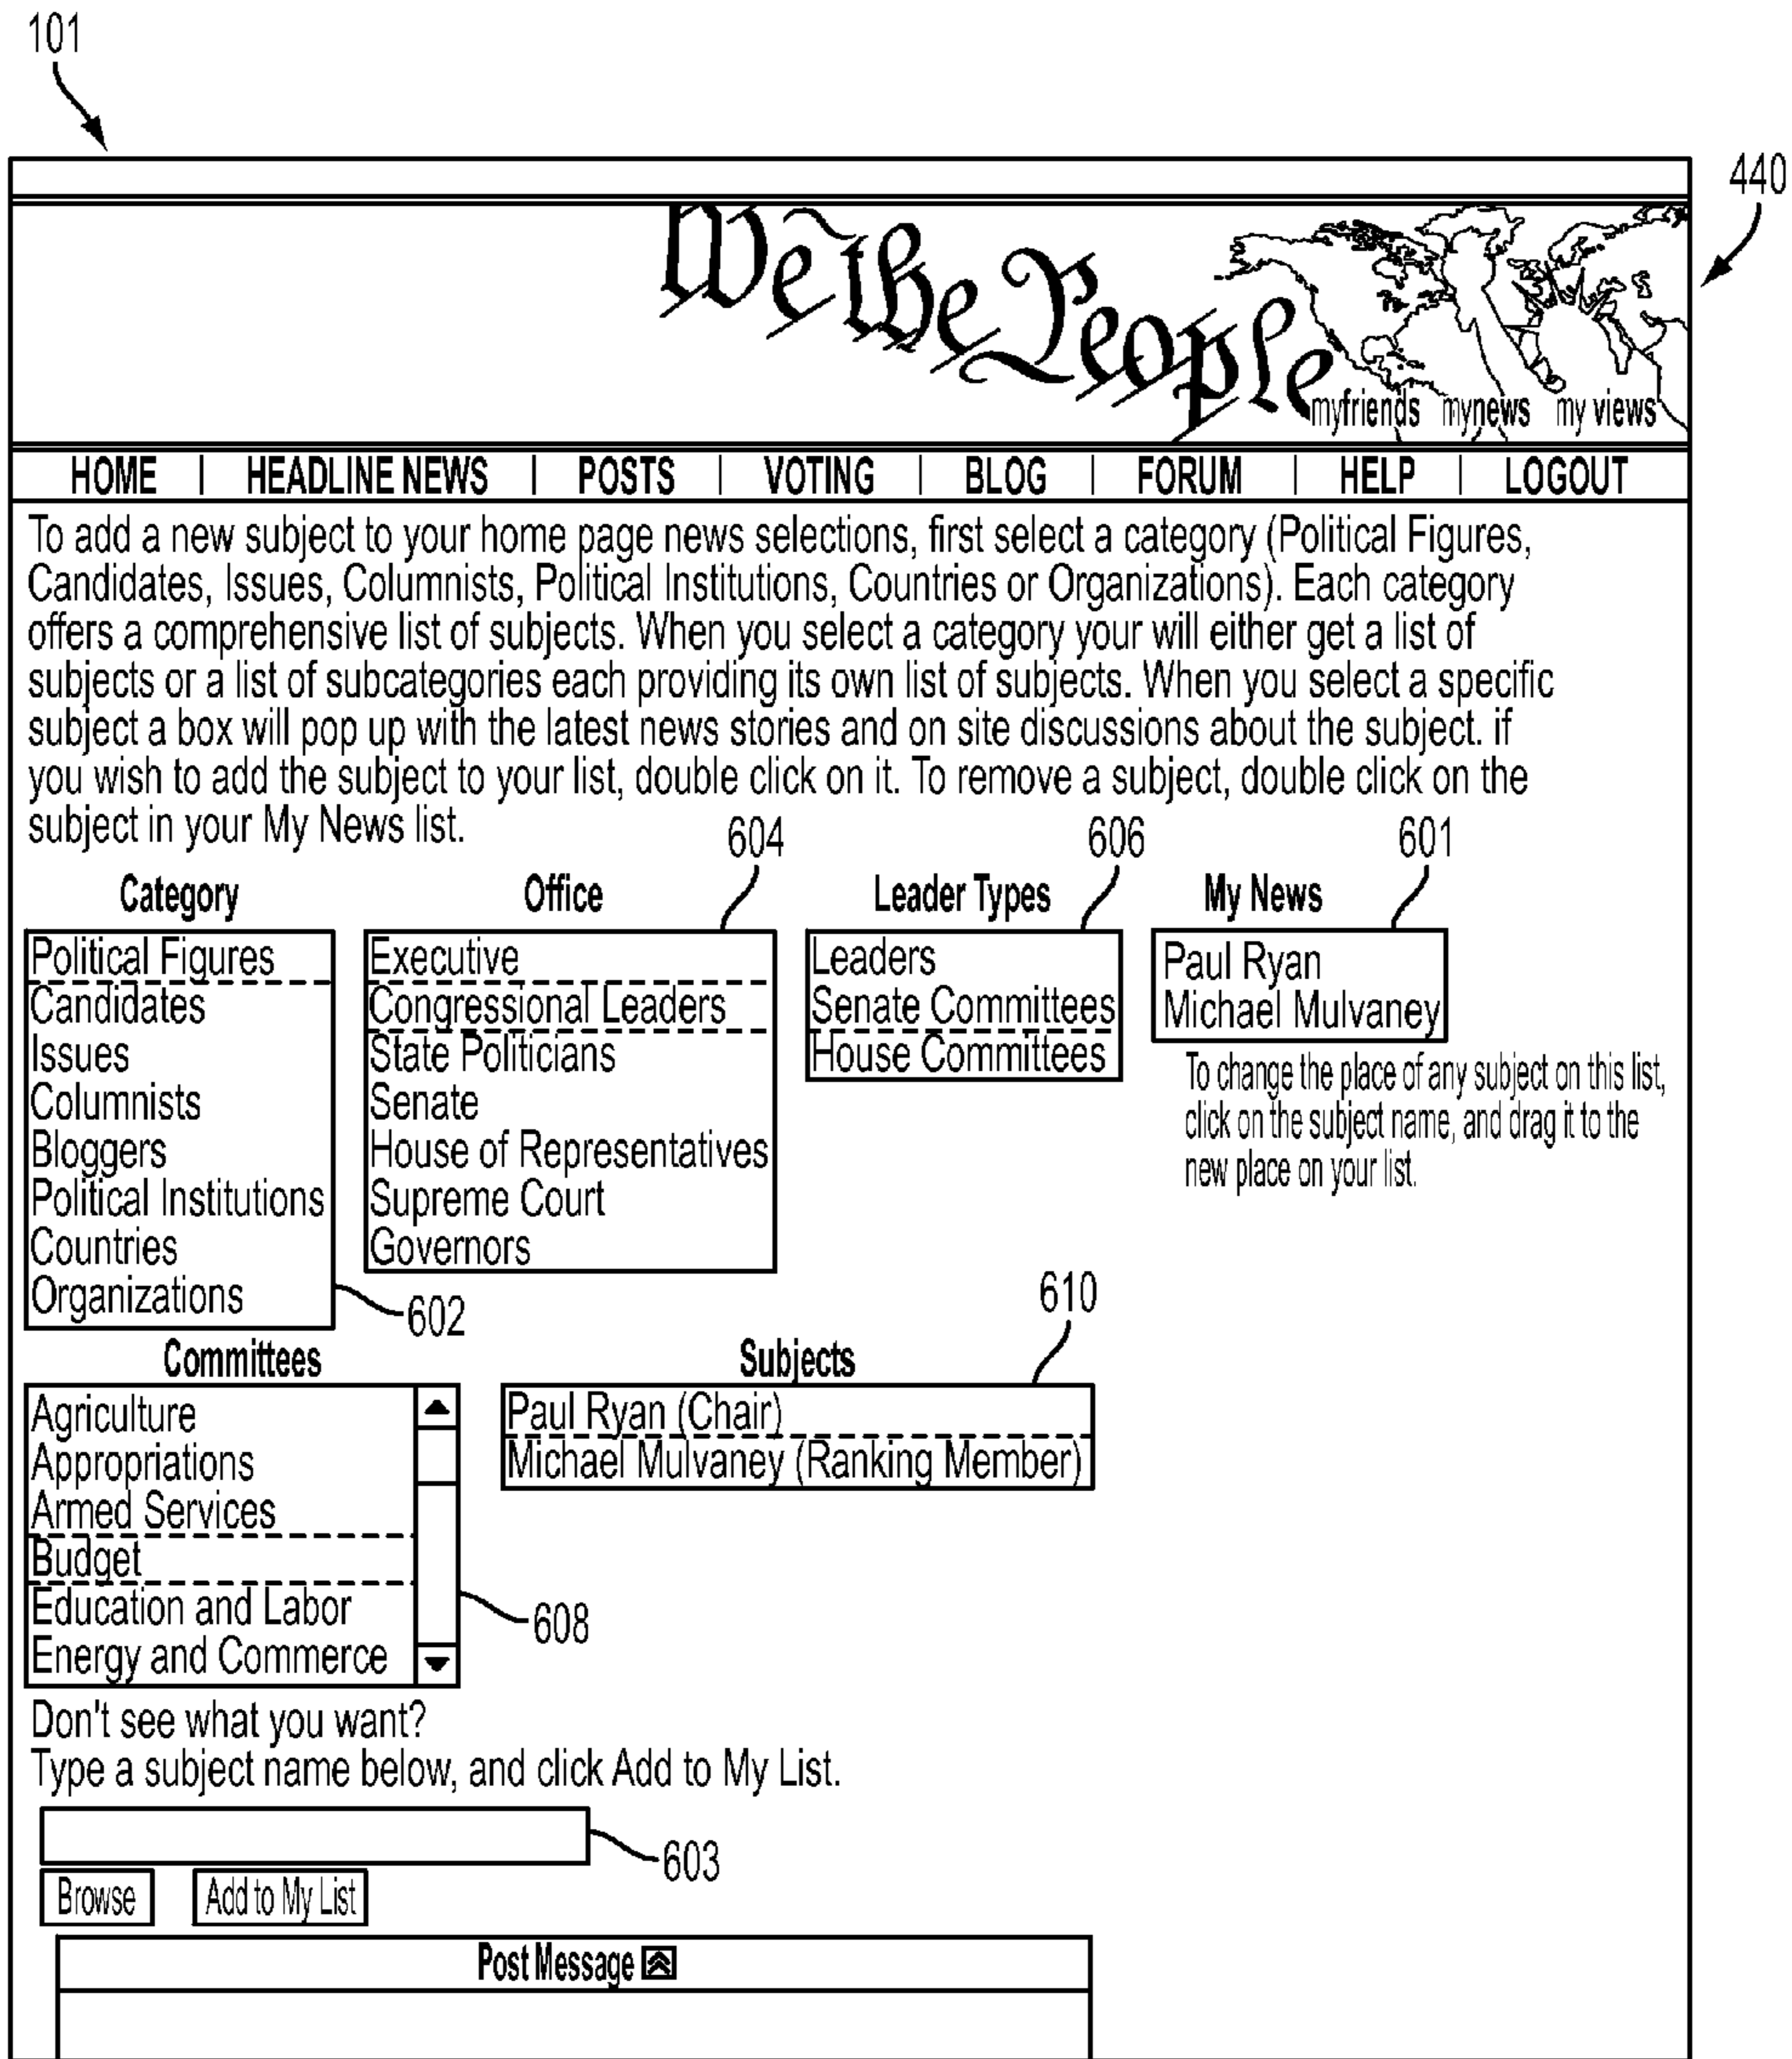 101
440
We the People
myfriends mynews my views
HOME | HEADLINE NEWS | POSTS | VOTING | BLOG | FORUM | HELP | LOGOUT
To add a new subject to your home page news selections, first select a category (Political Figures,
Candidates, Issues, Columnists, Political Institutions, Countries or Organizations). Each category
offers a comprehensive list of subjects. When you select a category your will either get a list of
subjects or a list of subcategories each providing its own list of subjects. When you select a specific
subject a box will pop up with the latest news stories and on site discussions about the subject. if
you wish to add the subject to your list, double click on it. To remove a subject, double click on the
subject in your My News list.
604
606
601
Category
Political Figures
Candidates
Issues
Columnists
Bloggers
Political Institutions
Countries
Organizations
602
Office
Executive
Congressional Leaders
State Politicians
Senate
House of Representatives
Supreme Court
Governors
Leader Types
Leaders
Senate Committees
House Committees
My News
Paul Ryan
Michael Mulvaney
To change the place of any subject on this list,
click on the subject name, and drag it to the
new place on your list.
Committees
Agriculture
Appropriations
Armed Services
Budget
Education and Labor
Energy and Commerce
608
Subjects
610
Paul Ryan (Chair)
Michael Mulvaney (Ranking Member)
Don't see what you want?
Type a subject name below, and click Add to My List.
603
Browse
Add to My List
Post Message